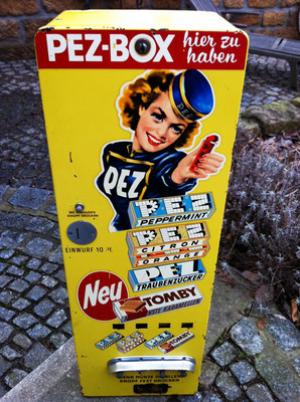 PEZ-BOX hier zu
haben
PEZ
PEZ
PEPPERMINT
PEZ
CITRON
ORANGE
PEZ
TRAUBENZUCKER
EINWURF 10
Neu
TOMBY